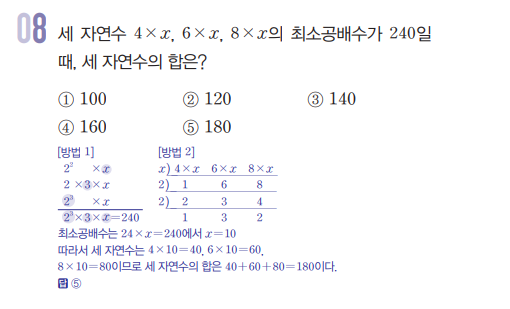 08 세 자연수 4×x, 6×x, 8×x의 최소공배수가 240일
때, 세 자연수의 합은?
① 100 ② 120 ③ 140
④ 160 ⑤ 180
[방법 1] [방법 2]
2² ×x x) 4×x 6×x 8×x
2 ×3×x 2) 1 6 8
2³ ×x 2) 2 3 4
2³×3×x=240 1 3 2
최소공배수는 24×x=240에서 x=10
따라서 세 자연수는 4×10=40, 6×10=60,
8×10=80이므로 세 자연수의 합은 40+60+80=180이다.
답 ⑤